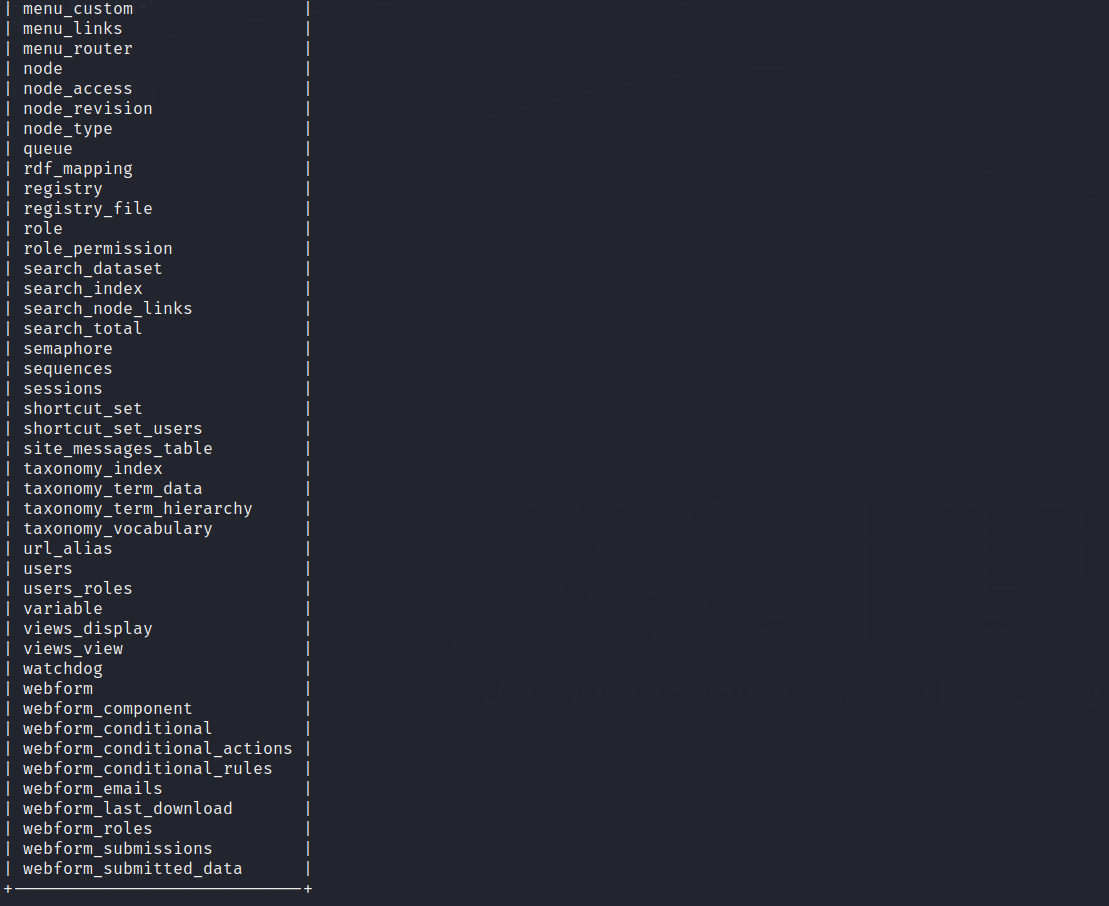 | menu_custom |
| menu_links |
| menu_router |
| node |
| node_access |
| node_revision |
| node_type |
| queue |
| rdf_mapping |
| registry |
| registry_file |
| role |
| role_permission |
| search_dataset |
| search_index |
| search_node_links |
| search_total |
| semaphore |
| sequences |
| sessions |
| shortcut_set |
| shortcut_set_users |
| site_messages_table |
| taxonomy_index |
| taxonomy_term_data |
| taxonomy_term_hierarchy |
| taxonomy_vocabulary |
| url_alias |
| users |
| users_roles |
| variable |
| views_display |
| views_view |
| watchdog |
| webform |
| webform_component |
| webform_conditional |
| webform_conditional_actions |
| webform_conditional_rules |
| webform_emails |
| webform_last_download |
| webform_roles |
| webform_submissions |
| webform_submitted_data |
+-----------------------------+